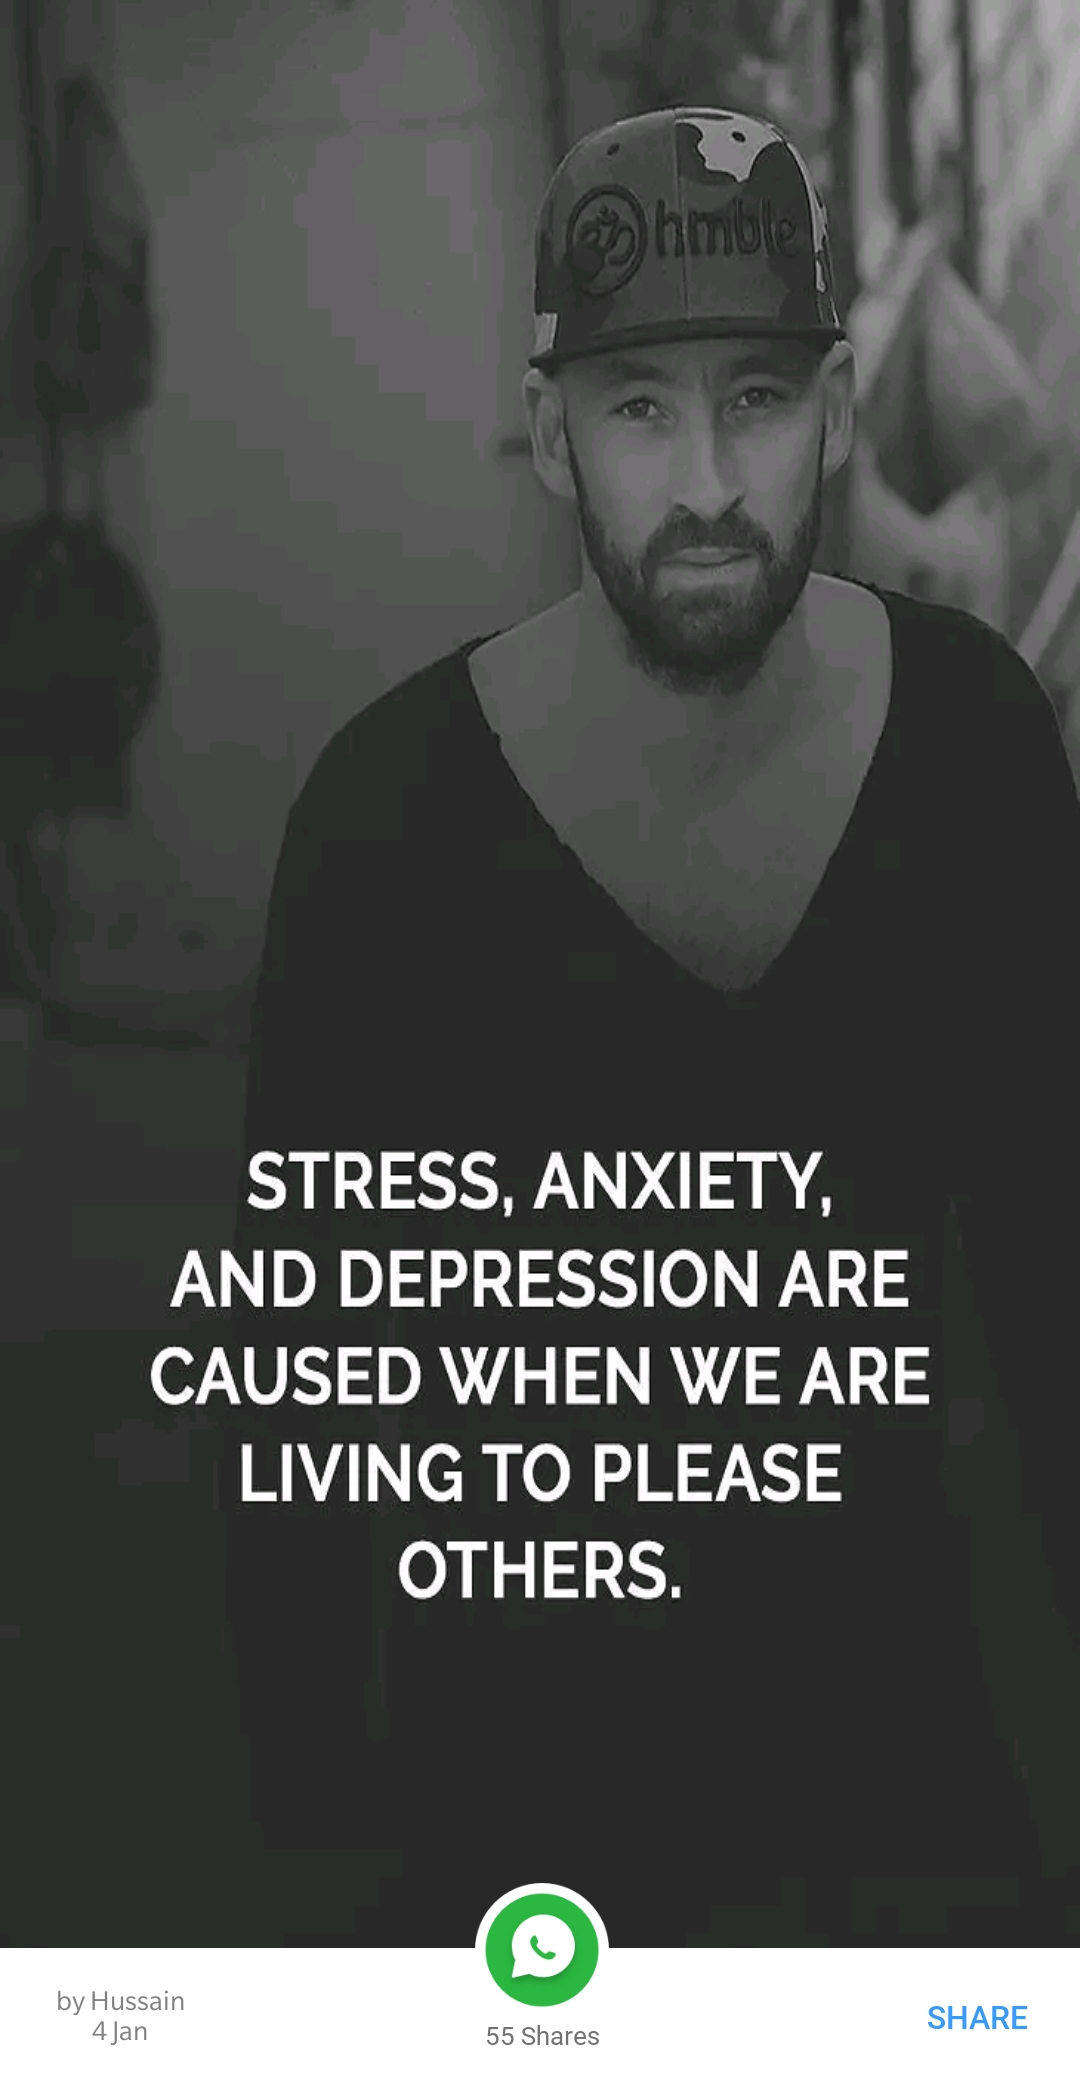 hmble
STRESS, ANXIETY,
AND DEPRESSION ARE
CAUSED WHEN WE ARE
LIVING TO PLEASE
OTHERS.
by Hussain
4 Jan
55 Shares
SHARE